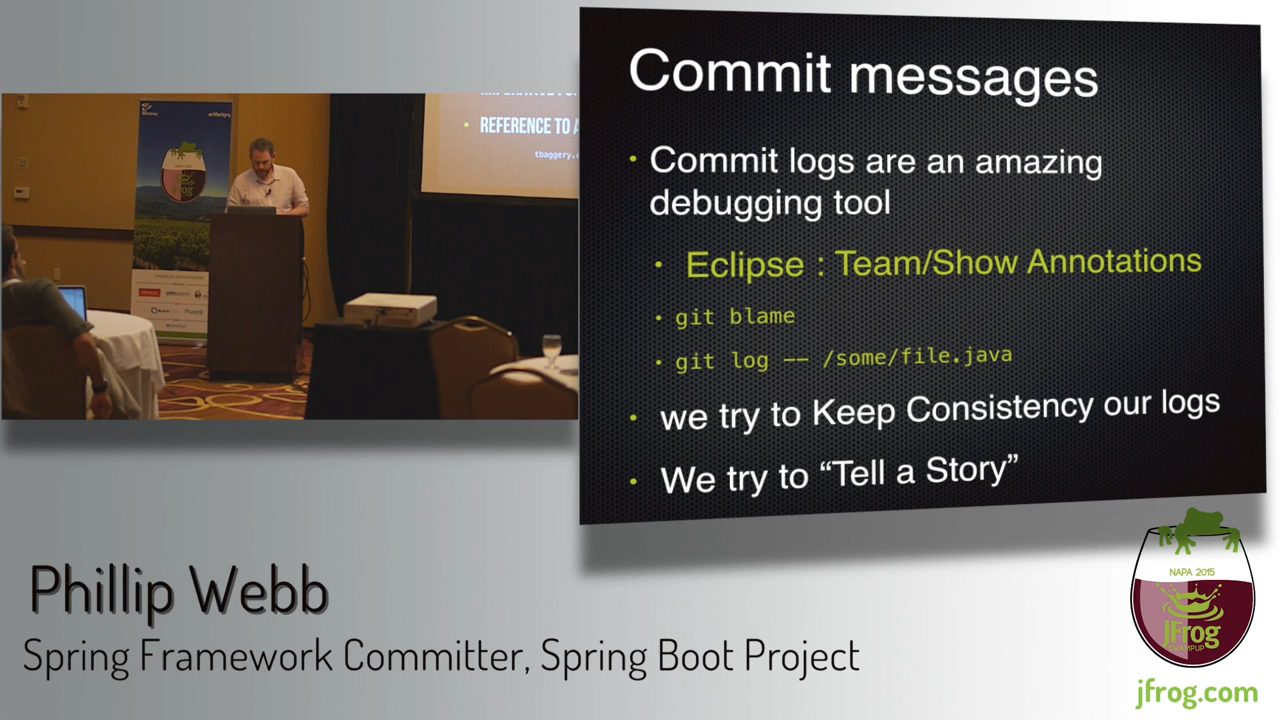 Commit messages
• Commit logs are an amazing
debugging tool
• Eclipse : Team/Show Annotations
• git blame
• git log -- /some/file.java
• we try to Keep Consistency our logs
• We try to “Tell a Story”
REFERENCE TO A
tbaggery.
Phillip Webb
Spring Framework Committer, Spring Boot Project
NAPA 2015
JFrog
SWAMPUP
jfrog.com